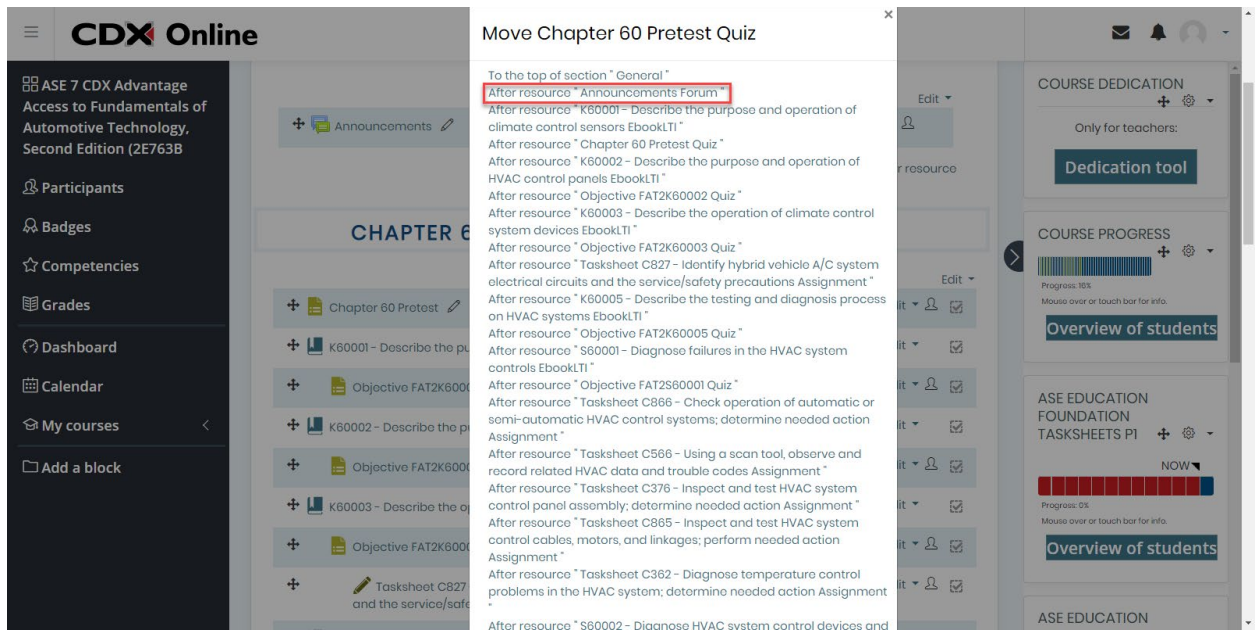 CDX Online
ASE 7 CDX Advantage
Access to Fundamentals of
Automotive Technology,
Second Edition (2E763B
Participants
Badges
Competencies
Grades
Dashboard
Calendar
My courses
Add a block
Edit
Announcements
r resource
CHAPTER 6
Edit
Chapter 60 Pretest
K60001 - Describe the pu
Objective FAT2K6000
K60002 - Describe the p
Objective FAT2K6000
K60003 - Describe the o
Objective FAT2K6000
Tasksheet C827
and the service/safe
Move Chapter 60 Pretest Quiz
×
To the top of section " General "
After resource " Announcements Forum "
After resource " K60001 - Describe the purpose and operation of
climate control sensors EbookLTI "
After resource " Chapter 60 Pretest Quiz "
After resource " K60002 - Describe the purpose and operation of
HVAC control panels EbookLTI "
After resource " Objective FAT2K60002 Quiz "
After resource " K60003 - Describe the operation of climate control
system devices EbookLTI "
After resource " Objective FAT2K60003 Quiz "
After resource " Tasksheet C827 - Identify hybrid vehicle A/C system
electrical circuits and the service/safety precautions Assignment "
After resource " K60005 - Describe the testing and diagnosis process
on HVAC systems EbookLTI "
After resource " Objective FAT2K60005 Quiz "
After resource " S60001 - Diagnose failures in the HVAC system
controls EbookLTI "
After resource " Objective FAT2S60001 Quiz "
After resource " Tasksheet C866 - Check operation of automatic or
semi-automatic HVAC control systems; determine needed action
Assignment "
After resource " Tasksheet C566 - Using a scan tool, observe and
record related HVAC data and trouble codes Assignment "
After resource " Tasksheet C376 - Inspect and test HVAC system
control panel assembly; determine needed action Assignment "
After resource " Tasksheet C865 - Inspect and test HVAC system
control cables, motors, and linkages; perform needed action
Assignment "
After resource " Tasksheet C362 - Diagnose temperature control
problems in the HVAC system; determine needed action Assignment
"
After resource " S60002 - Diagnose HVAC system control devices and
COURSE DEDICATION
Only for teachers:
Dedication tool
COURSE PROGRESS
Progress: 16%
Mouse over or touch bar for info.
Overview of students
ASE EDUCATION
FOUNDATION
TASKSHEETS P1
NOW
Progress: 0%
Mouse over or touch bar for info.
Overview of students
ASE EDUCATION